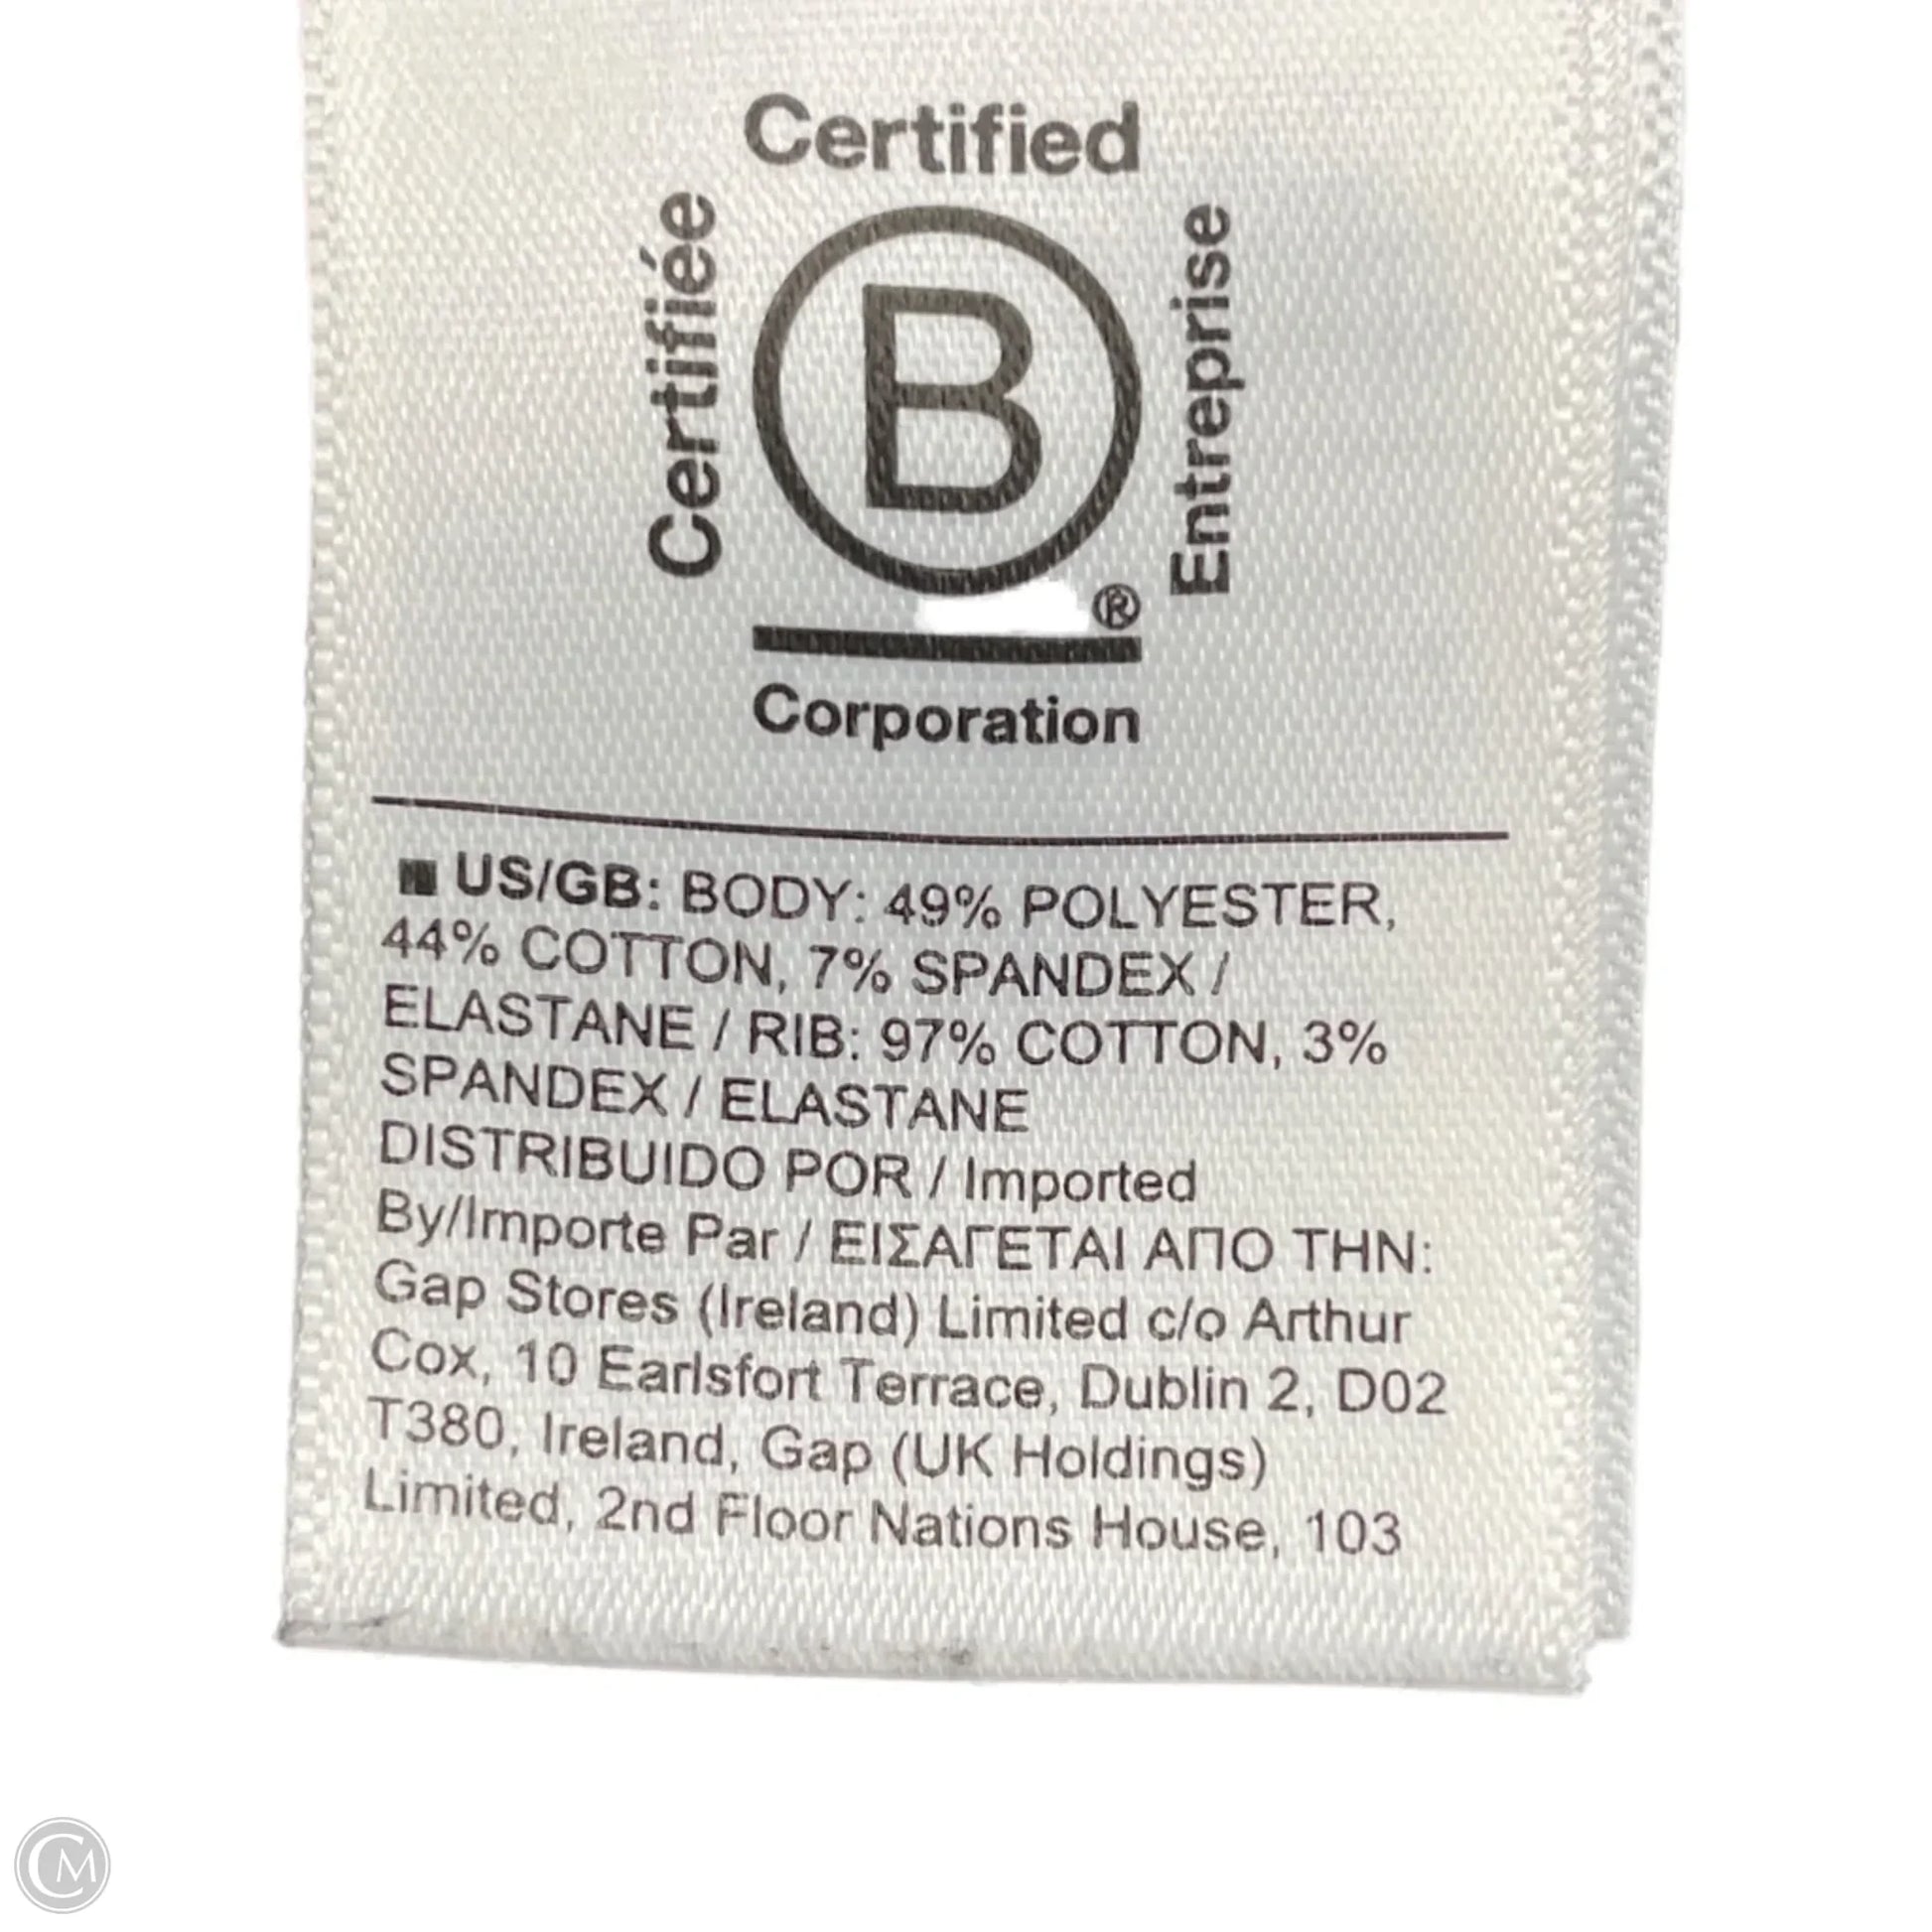 Certified
Certifiée
B
®
Entreprise
Corporation
US/GB: BODY: 49% POLYESTER,
44% COTTON, 7% SPANDEX /
ELASTANE / RIB: 97% COTTON, 3%
SPANDEX / ELASTANE
DISTRIBUIDO POR / Imported
By/Importe Par / ΕΙΣΑΓΕΤΑΙ ΑΠΟ ΤΗΝ:
Gap Stores (Ireland) Limited c/o Arthur
Cox, 10 Earlsfort Terrace, Dublin 2, D02
T380, Ireland, Gap (UK Holdings)
Limited, 2nd Floor Nations House, 103
CM